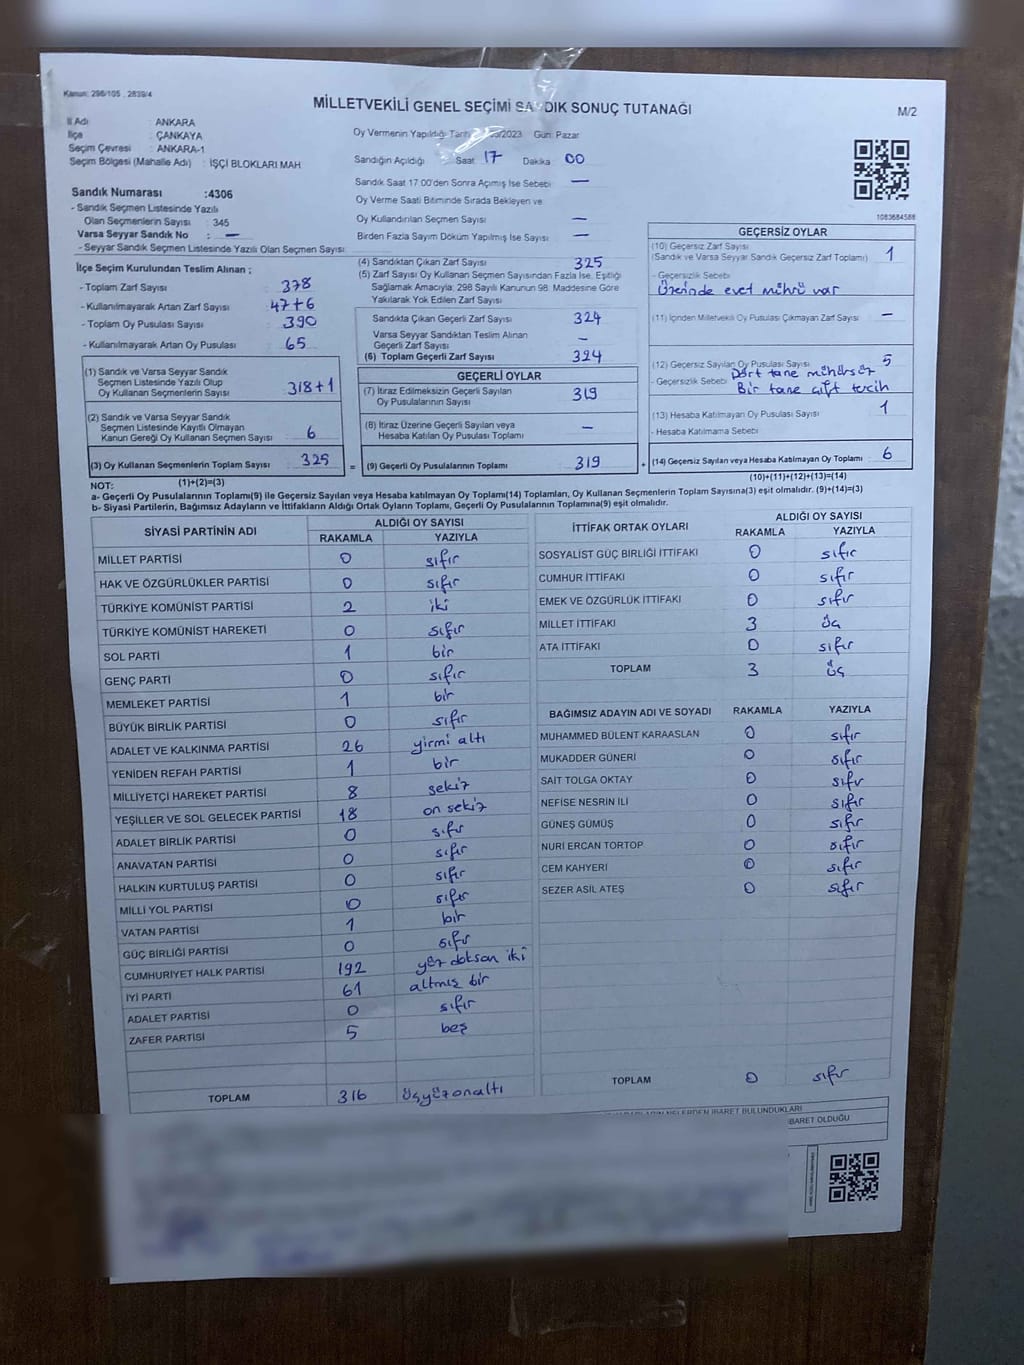 Kanun: 298/105 , 2839/4
MİLLETVEKİLİ GENEL SEÇİMİ SANDIK SONUÇ TUTANAĞI
M/2
İl Adı : ANKARA
İlçe : ÇANKAYA
Seçim Çevresi : ANKARA-1
Seçim Bölgesi (Mahalle Adı) : İŞÇİ BLOKLARI MAH
Sandık Numarası :4306
- Sandık Seçmen Listesinde Yazılı
Olan Seçmenlerin Sayısı : 345
Varsa Seyyar Sandık No : —
- Seyyar Sandık Seçmen Listesinde Yazılı Olan Seçmen Sayısı:
Oy Vermenin Yapıldığı /2023 Gün: Pazar
Sandığın Açıldığı Saat 17 Dakika 00
Sandık Saat 17.00'den Sonra Açılmış İse Sebebi —
Oy Verme Saati Bitiminde Sırada Bekleyen ve
Oy Kullandırılan Seçmen Sayısı —
Birden Fazla Sayım Döküm Yapılmış İse Sayısı —
1083684588
İlçe Seçim Kurulundan Teslim Alınan ;
- Toplam Zarf Sayısı 378
- Kullanılmayarak Artan Zarf Sayısı 47+6
- Toplam Oy Pusulası Sayısı 390
- Kullanılmayarak Artan Oy Pusulası 65
(1) Sandık ve Varsa Seyyar Sandık
Seçmen Listesinde Yazılı Olup
Oy Kullanan Seçmenlerin Sayısı 318+1
(2) Sandık ve Varsa Seyyar Sandık
Seçmen Listesinde Kayıtlı Olmayan
Kanun Gereği Oy Kullanan Seçmen Sayısı 6
(3) Oy Kullanan Seçmenlerin Toplam Sayısı 325
(1)+(2)=(3)
(4) Sandıktan Çıkan Zarf Sayısı 325
(5) Zarf Sayısı Oy Kullanan Seçmen Sayısından Fazla İse, Eşitliği
Sağlamak Amacıyla; 298 Sayılı Kanunun 98. Maddesine Göre
Yakılarak Yok Edilen Zarf Sayısı
Sandıkta Çıkan Geçerli Zarf Sayısı 324
Varsa Seyyar Sandıktan Teslim Alınan
Geçerli Zarf Sayısı —
(6) Toplam Geçerli Zarf Sayısı 324
GEÇERLİ OYLAR
(7) İtiraz Edilmeksizin Geçerli Sayılan
Oy Pusulalarının Sayısı 319
(8) İtiraz Üzerine Geçerli Sayılan veya
Hesaba Katılan Oy Pusulası Toplamı —
= (9) Geçerli Oy Pusulalarının Toplamı 319
GEÇERSİZ OYLAR
(10) Geçersiz Zarf Sayısı 1
(Sandık ve Varsa Seyyar Sandık Geçersiz Zarf Toplamı)
- Geçersizlik Sebebi
Üzerinde evet mührü var
(11) İçinden Milletvekili Oy Pusulası Çıkmayan Zarf Sayısı —
(12) Geçersiz Sayılan Oy Pusulası Sayısı 5
- Geçersizlik Sebebi Dört tane mühürsüz
Bir tane çift tercih
(13) Hesaba Katılmayan Oy Pusulası Sayısı 1
- Hesaba Katılmama Sebebi
+ (14) Geçersiz Sayılan veya Hesaba Katılmayan Oy Toplamı 6
(10)+(11)+(12)+(13)=(14)
NOT:
a- Geçerli Oy Pusulalarının Toplamı(9) ile Geçersiz Sayılan veya Hesaba katılmayan Oy Toplamı(14) Toplamları, Oy Kullanan Seçmenlerin Toplam Sayısına(3) eşit olmalıdır. (9)+(14)=(3)
b- Siyasi Partilerin, Bağımsız Adayların ve İttifakların Aldığı Ortak Oyların Toplamı, Geçerli Oy Pusulalarının Toplamına(9) eşit olmalıdır.
SİYASİ PARTİNİN ADI ALDIĞI OY SAYISI
RAKAMLA YAZIYLA
MİLLET PARTİSİ 0 sıfır
HAK VE ÖZGÜRLÜKLER PARTİSİ 0 sıfır
TÜRKİYE KOMÜNİST PARTİSİ 2 iki
TÜRKİYE KOMÜNİST HAREKETİ 0 sıfır
SOL PARTİ 1 bir
GENÇ PARTİ 0 sıfır
MEMLEKET PARTİSİ 1 bir
BÜYÜK BİRLİK PARTİSİ 0 sıfır
ADALET VE KALKINMA PARTİSİ 26 yirmi altı
YENİDEN REFAH PARTİSİ 1 bir
MİLLİYETÇİ HAREKET PARTİSİ 8 sekiz
YEŞİLLER VE SOL GELECEK PARTİSİ 18 on sekiz
ADALET BİRLİK PARTİSİ 0 sıfır
ANAVATAN PARTİSİ 0 sıfır
HALKIN KURTULUŞ PARTİSİ 0 sıfır
MİLLİ YOL PARTİSİ 0 sıfır
VATAN PARTİSİ 1 bir
GÜÇ BİRLİĞİ PARTİSİ 0 sıfır
CUMHURİYET HALK PARTİSİ 192 yüz doksan iki
İYİ PARTİ 61 altmış bir
ADALET PARTİSİ 0 sıfır
ZAFER PARTİSİ 5 beş
TOPLAM 316 üçyüzonaltı
İTTİFAK ORTAK OYLARI ALDIĞI OY SAYISI
RAKAMLA YAZIYLA
SOSYALİST GÜÇ BİRLİĞİ İTTİFAKI 0 sıfır
CUMHUR İTTİFAKI 0 sıfır
EMEK VE ÖZGÜRLÜK İTTİFAKI 0 sıfır
MİLLET İTTİFAKI 3 üç
ATA İTTİFAKI 0 sıfır
TOPLAM 3 üç
BAĞIMSIZ ADAYIN ADI VE SOYADI RAKAMLA YAZIYLA
MUHAMMED BÜLENT KARAASLAN 0 sıfır
MUKADDER GÜNERİ 0 sıfır
SAİT TOLGA OKTAY 0 sıfır
NEFİSE NESRİN İLİ 0 sıfır
GÜNEŞ GÜMÜŞ 0 sıfır
NURİ ERCAN TORTOP 0 sıfır
CEM KAHYERİ 0 sıfır
SEZER ASİL ATEŞ 0 sıfır
TOPLAM 0 sıfır
İBARET BULUNDUKLARI
İBARET OLDUĞU